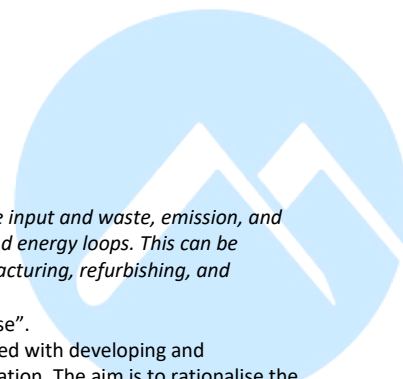 e input and waste, emission, and
d energy loops. This can be
acturing, refurbishing, and
se”.
ed with developing and
ation. The aim is to rationalise the